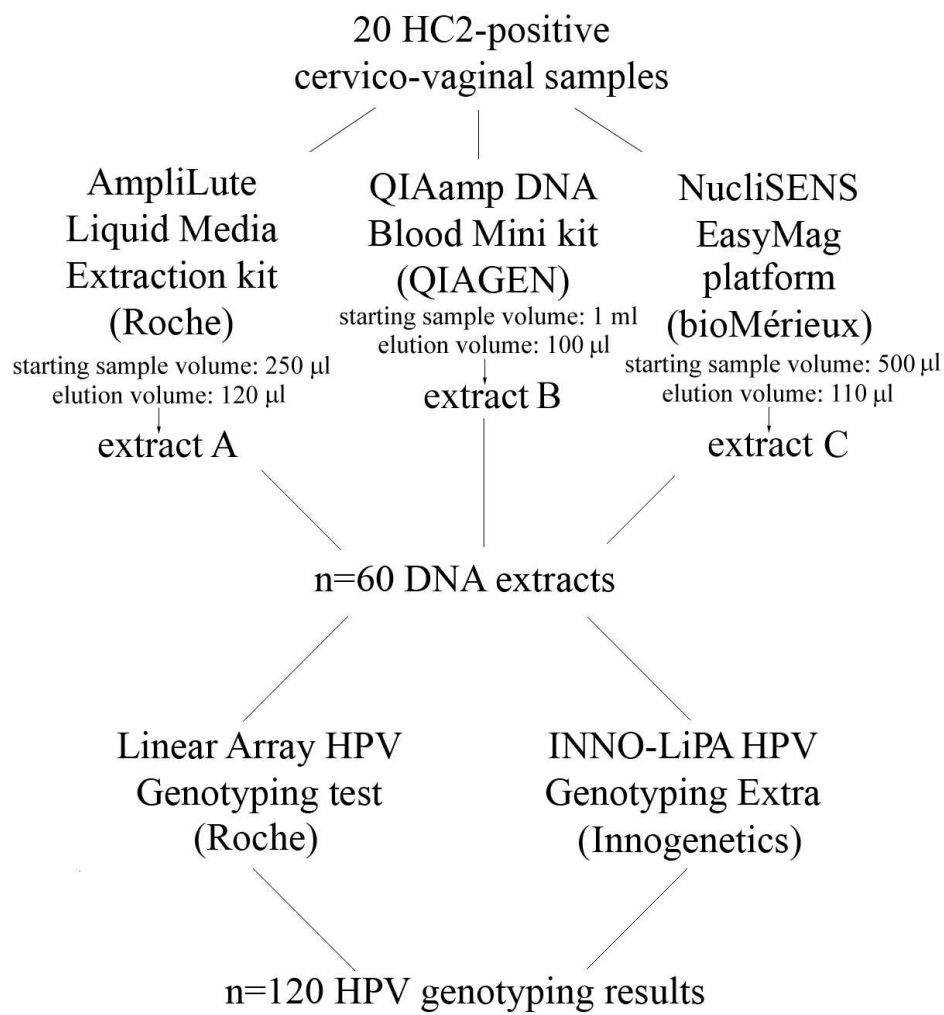 20 HC2-positive
cervico-vaginal samples
AmpliLute
Liquid Media
Extraction kit
(Roche)
starting sample volume: 250 µl
elution volume: 120 µl
extract A
QIAamp DNA
Blood Mini kit
(QIAGEN)
starting sample volume: 1 ml
elution volume: 100 µl
extract B
NucliSENS
EasyMag
platform
(bioMérieux)
starting sample volume: 500 µl
elution volume: 110 µl
extract C
n=60 DNA extracts
Linear Array HPV
Genotyping test
(Roche)
INNO-LiPA HPV
Genotyping Extra
(Innogenetics)
n=120 HPV genotyping results